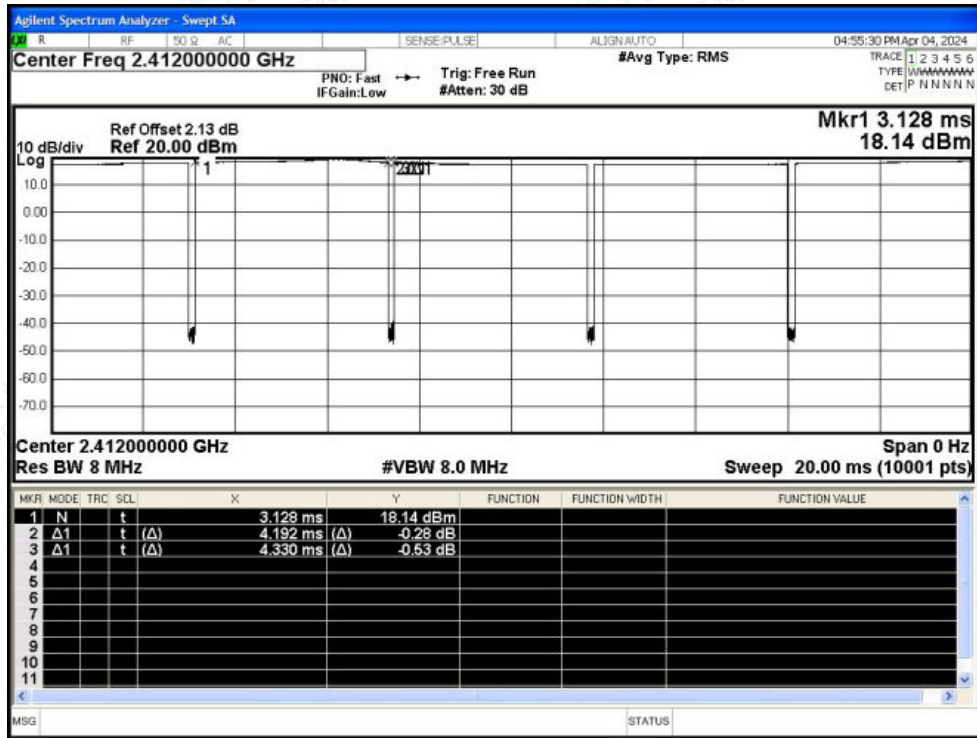 Agilent Spectrum Analyzer - Swept SA
LXI R RF 50 Ω AC SENSE:PULSE ALIGNAUTO 04:55:30 PM Apr 04, 2024
Center Freq 2.412000000 GHz
PNO: Fast
IFGain:Low
Trig: Free Run
#Atten: 30 dB
#Avg Type: RMS
TRACE 1 2 3 4 5 6
TYPE WWWWWW
DET P N N N N N
Ref Offset 2.13 dB
10 dB/div Ref 20.00 dBm
Log
Mkr1 3.128 ms
18.14 dBm
1
10.0
0.00
-10.0
-20.0
-30.0
-40.0
-50.0
-60.0
-70.0
Center 2.412000000 GHz Span 0 Hz
Res BW 8 MHz #VBW 8.0 MHz Sweep 20.00 ms (10001 pts)
MKR MODE TRC SCL X Y FUNCTION FUNCTION WIDTH FUNCTION VALUE
1 N t 3.128 ms 18.14 dBm
2 Δ1 t (Δ) 4.192 ms (Δ) -0.28 dB
3 Δ1 t (Δ) 4.330 ms (Δ) -0.53 dB
4
5
6
7
8
9
10
11
MSG STATUS